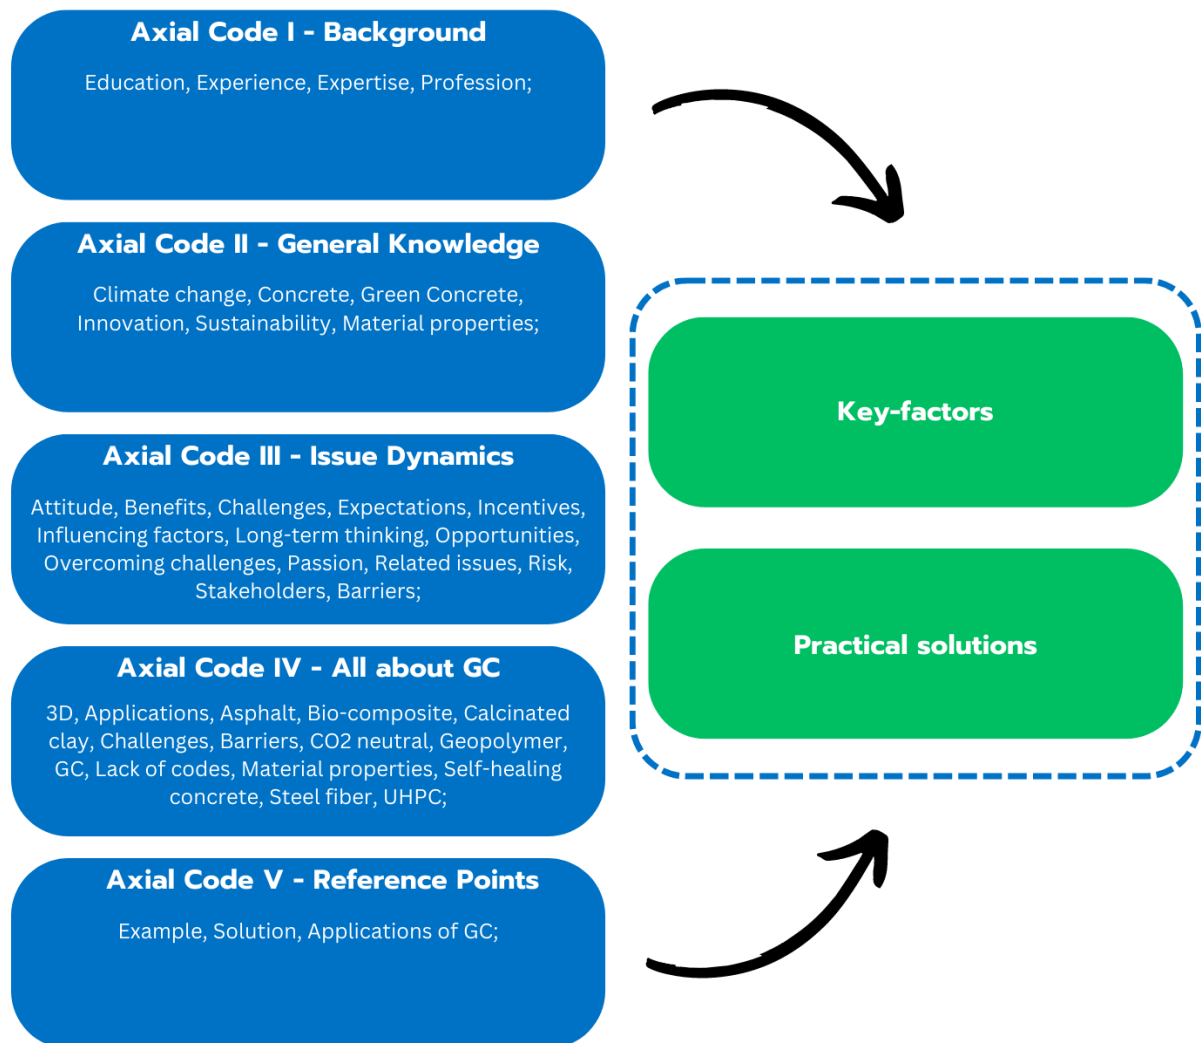 Axial Code I - Background
Education, Experience, Expertise, Profession;
Axial Code II - General Knowledge
Climate change, Concrete, Green Concrete,
Innovation, Sustainability, Material properties;
Axial Code III - Issue Dynamics
Attitude, Benefits, Challenges, Expectations, Incentives,
Influencing factors, Long-term thinking, Opportunities,
Overcoming challenges, Passion, Related issues, Risk,
Stakeholders, Barriers;
Axial Code IV - All about GC
3D, Applications, Asphalt, Bio-composite, Calcinated
clay, Challenges, Barriers, CO2 neutral, Geopolymer,
GC, Lack of codes, Material properties, Self-healing
concrete, Steel fiber, UHPC;
Axial Code V - Reference Points
Example, Solution, Applications of GC;
Key-factors
Practical solutions